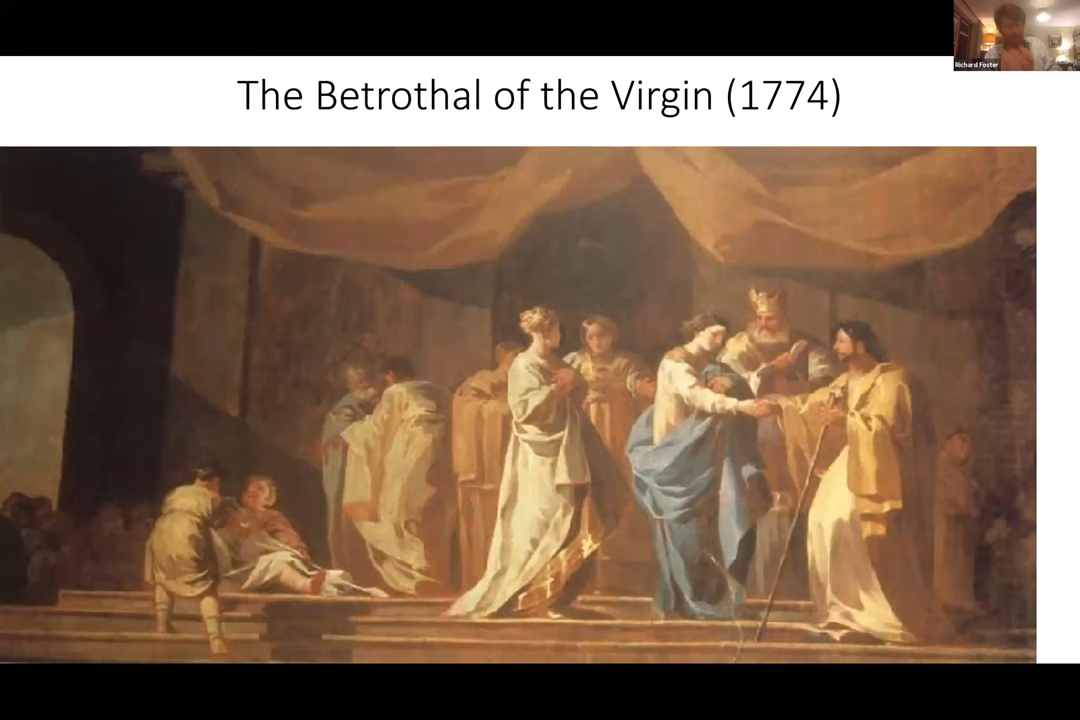 The Betrothal of the Virgin (1774)
Richard Foster